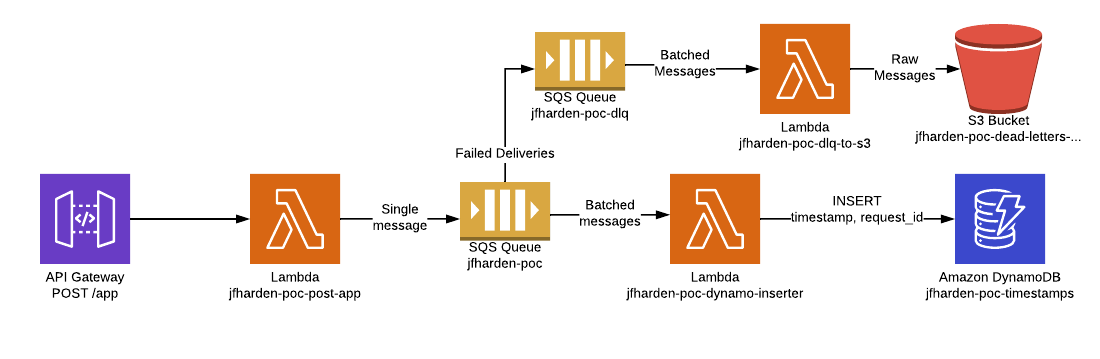 SQS Queue
jfharden-poc-dlq
Batched
Messages
Lambda
jfharden-poc-dlq-to-s3
Raw
Messages
S3 Bucket
jfharden-poc-dead-letters-...
Failed Deliveries
API Gateway
POST /app
Lambda
jfharden-poc-post-app
Single
message
SQS Queue
jfharden-poc
Batched
messages
Lambda
jfharden-poc-dynamo-inserter
INSERT
timestamp, request_id
Amazon DynamoDB
jfharden-poc-timestamps